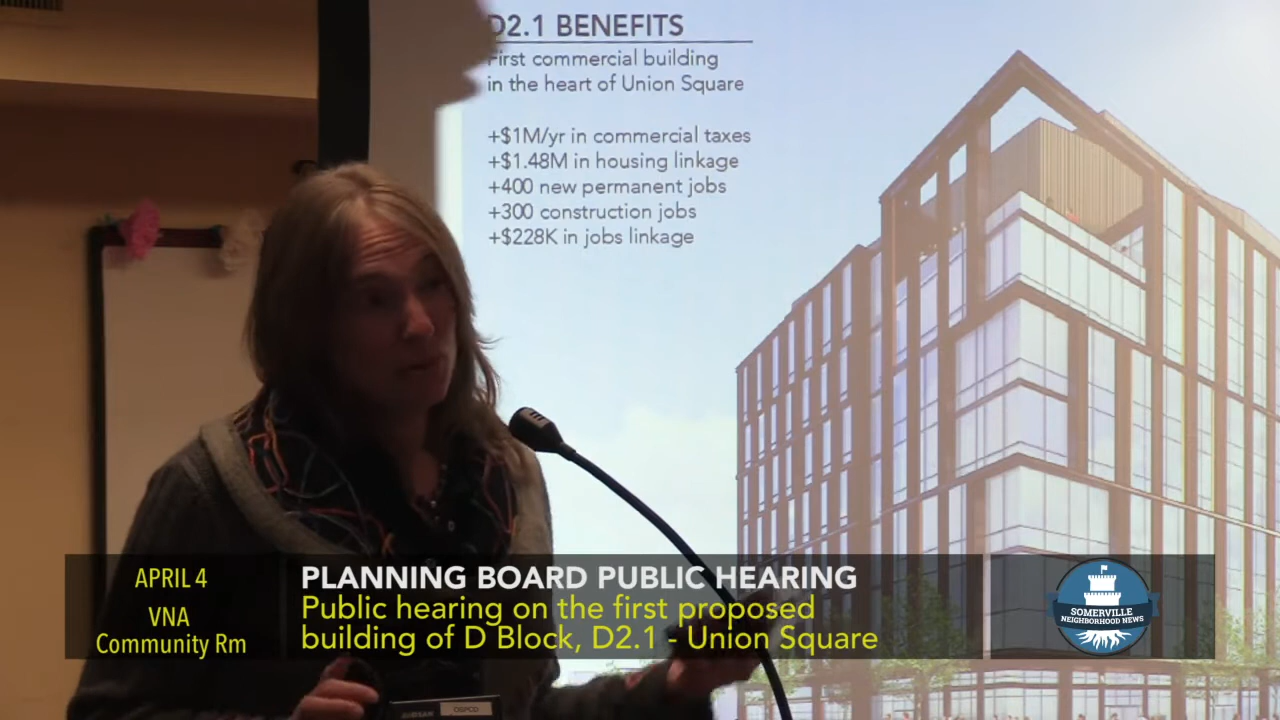 D2.1 BENEFITS
First commercial building
in the heart of Union Square
+$1M/yr in commercial taxes
+$1.48M in housing linkage
+400 new permanent jobs
+300 construction jobs
+$228K in jobs linkage
APRIL 4
VNA
Community Rm
PLANNING BOARD PUBLIC HEARING
Public hearing on the first proposed
building of D Block, D2.1 - Union Square
SOMERVILLE
NEIGHBORHOOD NEWS
OSPCD